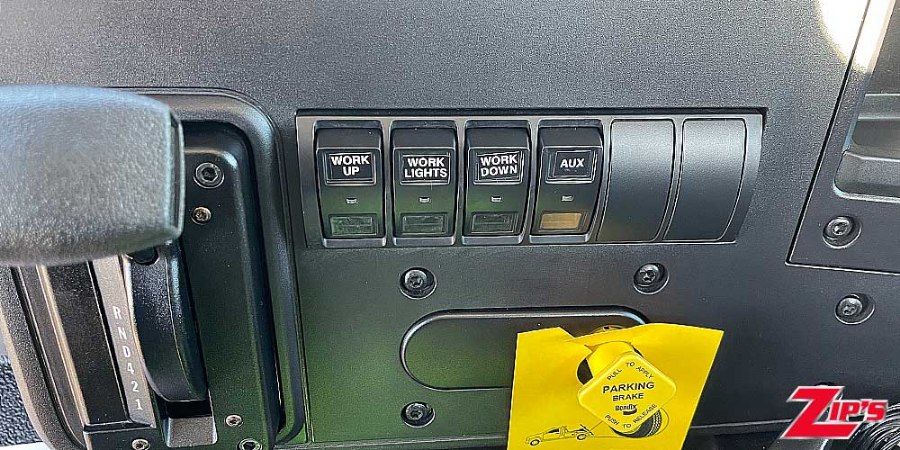 WORK
UP
WORK
LIGHTS
WORK
DOWN
AUX
R
N
D
4
2
1
PULL TO APPLY
PARKING
BRAKE
Bendix
PUSH TO RELEASE
ZIP'S